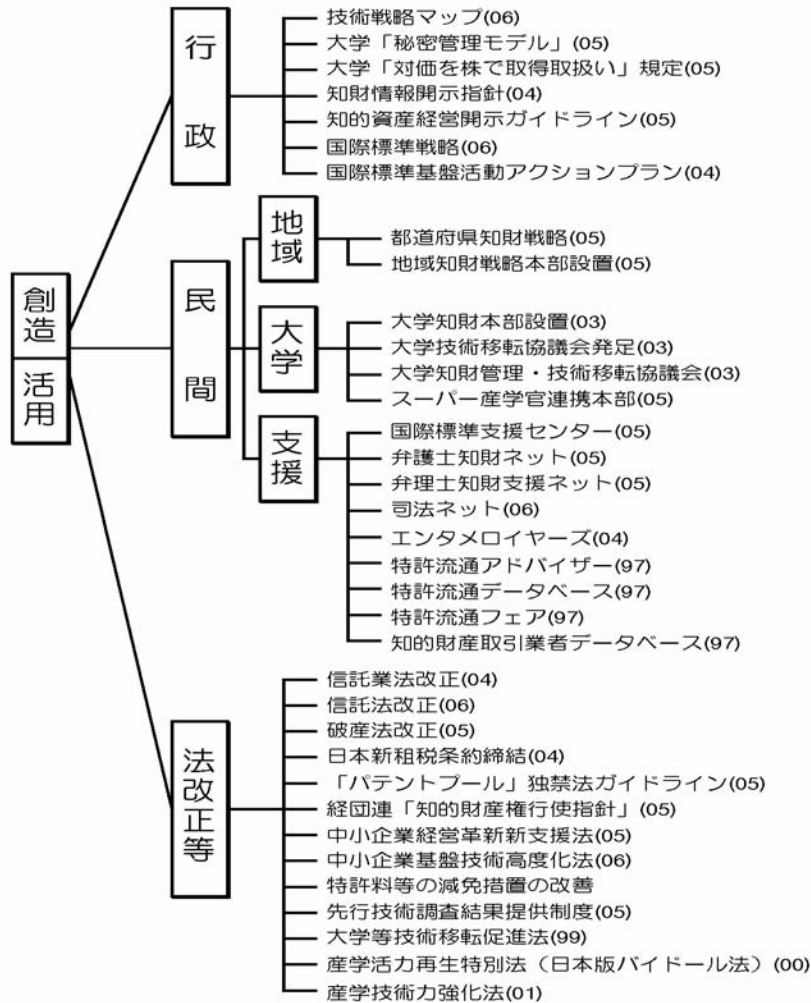 創造
活用
行政
技術戦略マップ(06)
大学「秘密管理モデル」(05)
大学「対価を株で取得取扱い」規定(05)
知財情報開示指針(04)
知的資産経営開示ガイドライン(05)
国際標準戦略(06)
国際標準基盤活動アクションプラン(04)
民間
地域
都道府県知財戦略(05)
地域知財戦略本部設置(05)
大学
大学知財本部設置(03)
大学技術移転協議会発足(03)
大学知財管理・技術移転協議会(03)
スーパー産学官連携本部(05)
支援
国際標準支援センター(05)
弁護士知財ネット(05)
弁理士知財支援ネット(05)
司法ネット(06)
エンタメロイヤーズ(04)
特許流通アドバイザー(97)
特許流通データベース(97)
特許流通フェア(97)
知的財産取引業者データベース(97)
法改正等
信託業法改正(04)
信託法改正(06)
破産法改正(05)
日本新租税条約締結(04)
「パテントプール」独禁法ガイドライン(05)
経団連「知的財産権行使指針」(05)
中小企業経営革新新支援法(05)
中小企業基盤技術高度化法(06)
特許料等の減免措置の改善
先行技術調査結果提供制度(05)
大学等技術移転促進法(99)
産学活力再生特別法（日本版バイドール法）(00)
産学技術力強化法(01)